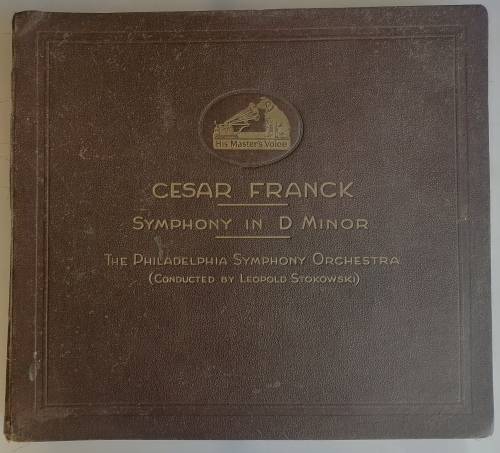 His Master's Voice
CESAR FRANCK
SYMPHONY IN D MINOR
THE PHILADELPHIA SYMPHONY ORCHESTRA
(CONDUCTED BY LEOPOLD STOKOWSKI)